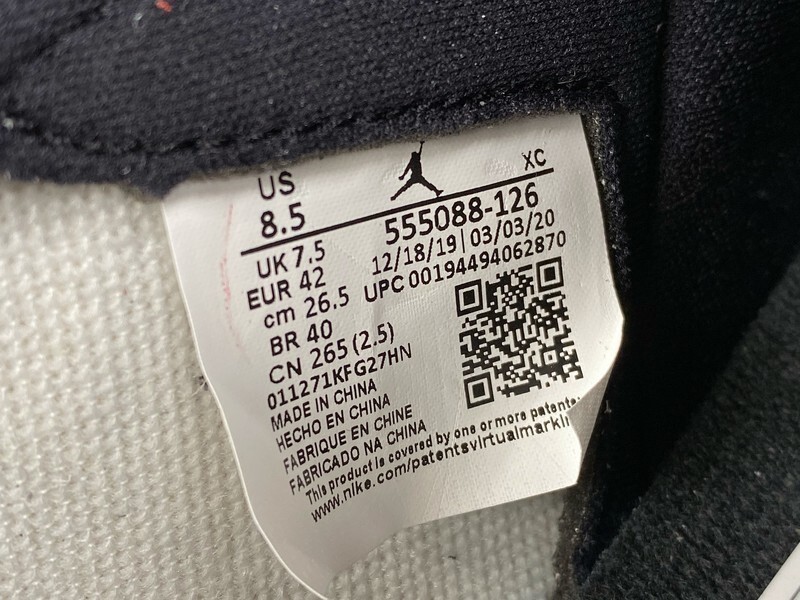 XC
US
8.5
555088-126
UK 7.5
12/18/19 | 03/03/20
EUR 42
UPC 00194494062870
cm 26.5
BR 40
CN 265 (2.5)
011271KFG27HN
MADE IN CHINA
HECHO EN CHINA
FABRIQUE EN CHINE
FABRICADO NA CHINA
This product is covered by one or more patents
www.nike.com/patentsvirtualmarki